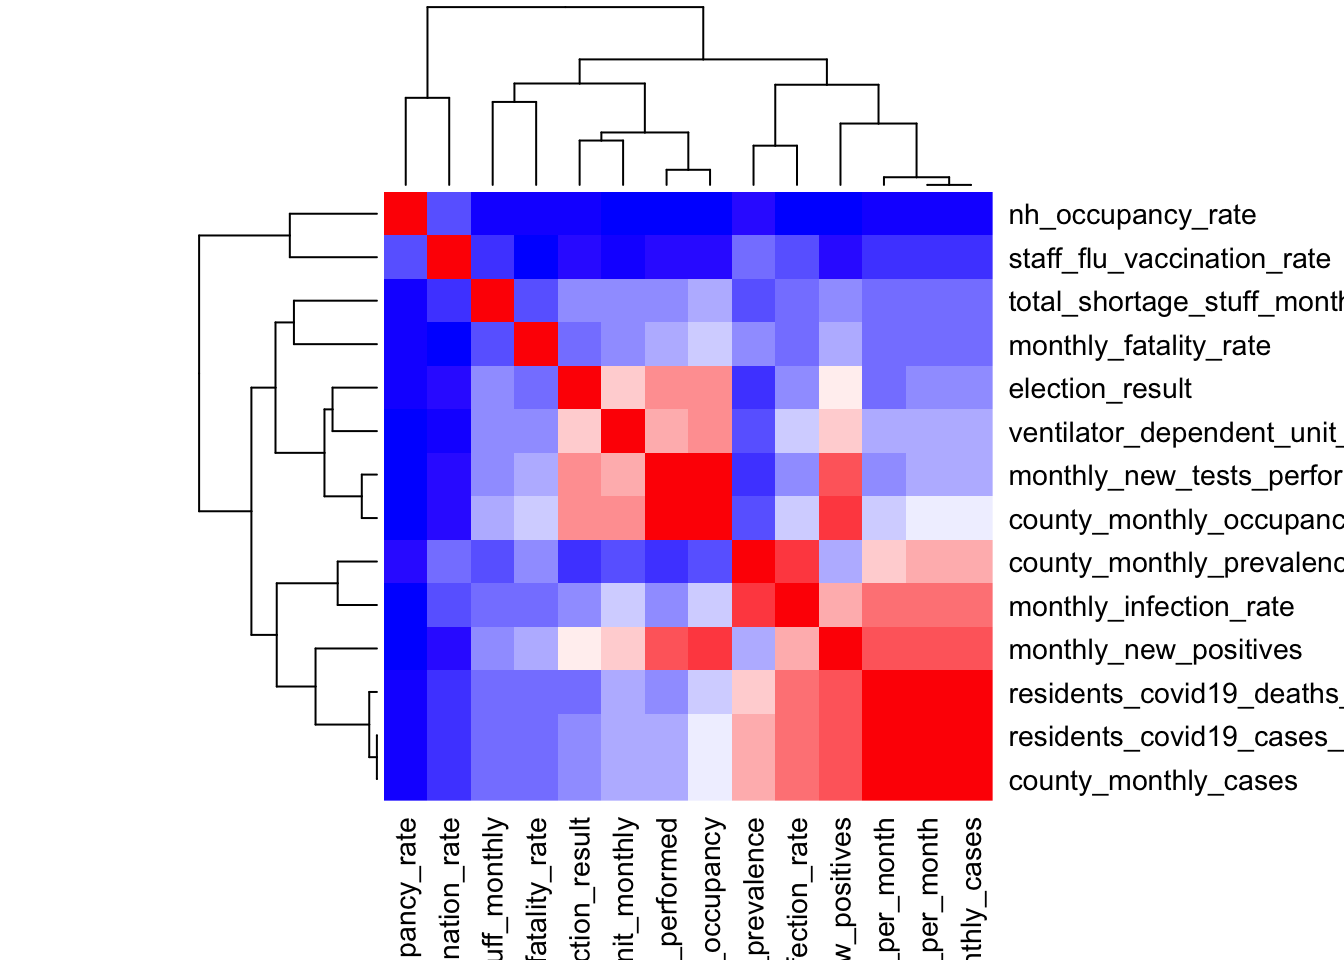 nh_occupancy_rate
staff_flu_vaccination_rate
total_shortage_stuff_month
monthly_fatality_rate
election_result
ventilator_dependent_unit_
monthly_new_tests_perfor
county_monthly_occupanc
county_monthly_prevalenc
monthly_infection_rate
monthly_new_positives
residents_covid19_deaths_
residents_covid19_cases_
county_monthly_cases
pancy_rate
nation_rate
uff_monthly
fatality_rate
ction_result
nit_monthly
_performed
_occupancy
_prevalence
fection_rate
w_positives
_per_month
_per_month
nthly_cases